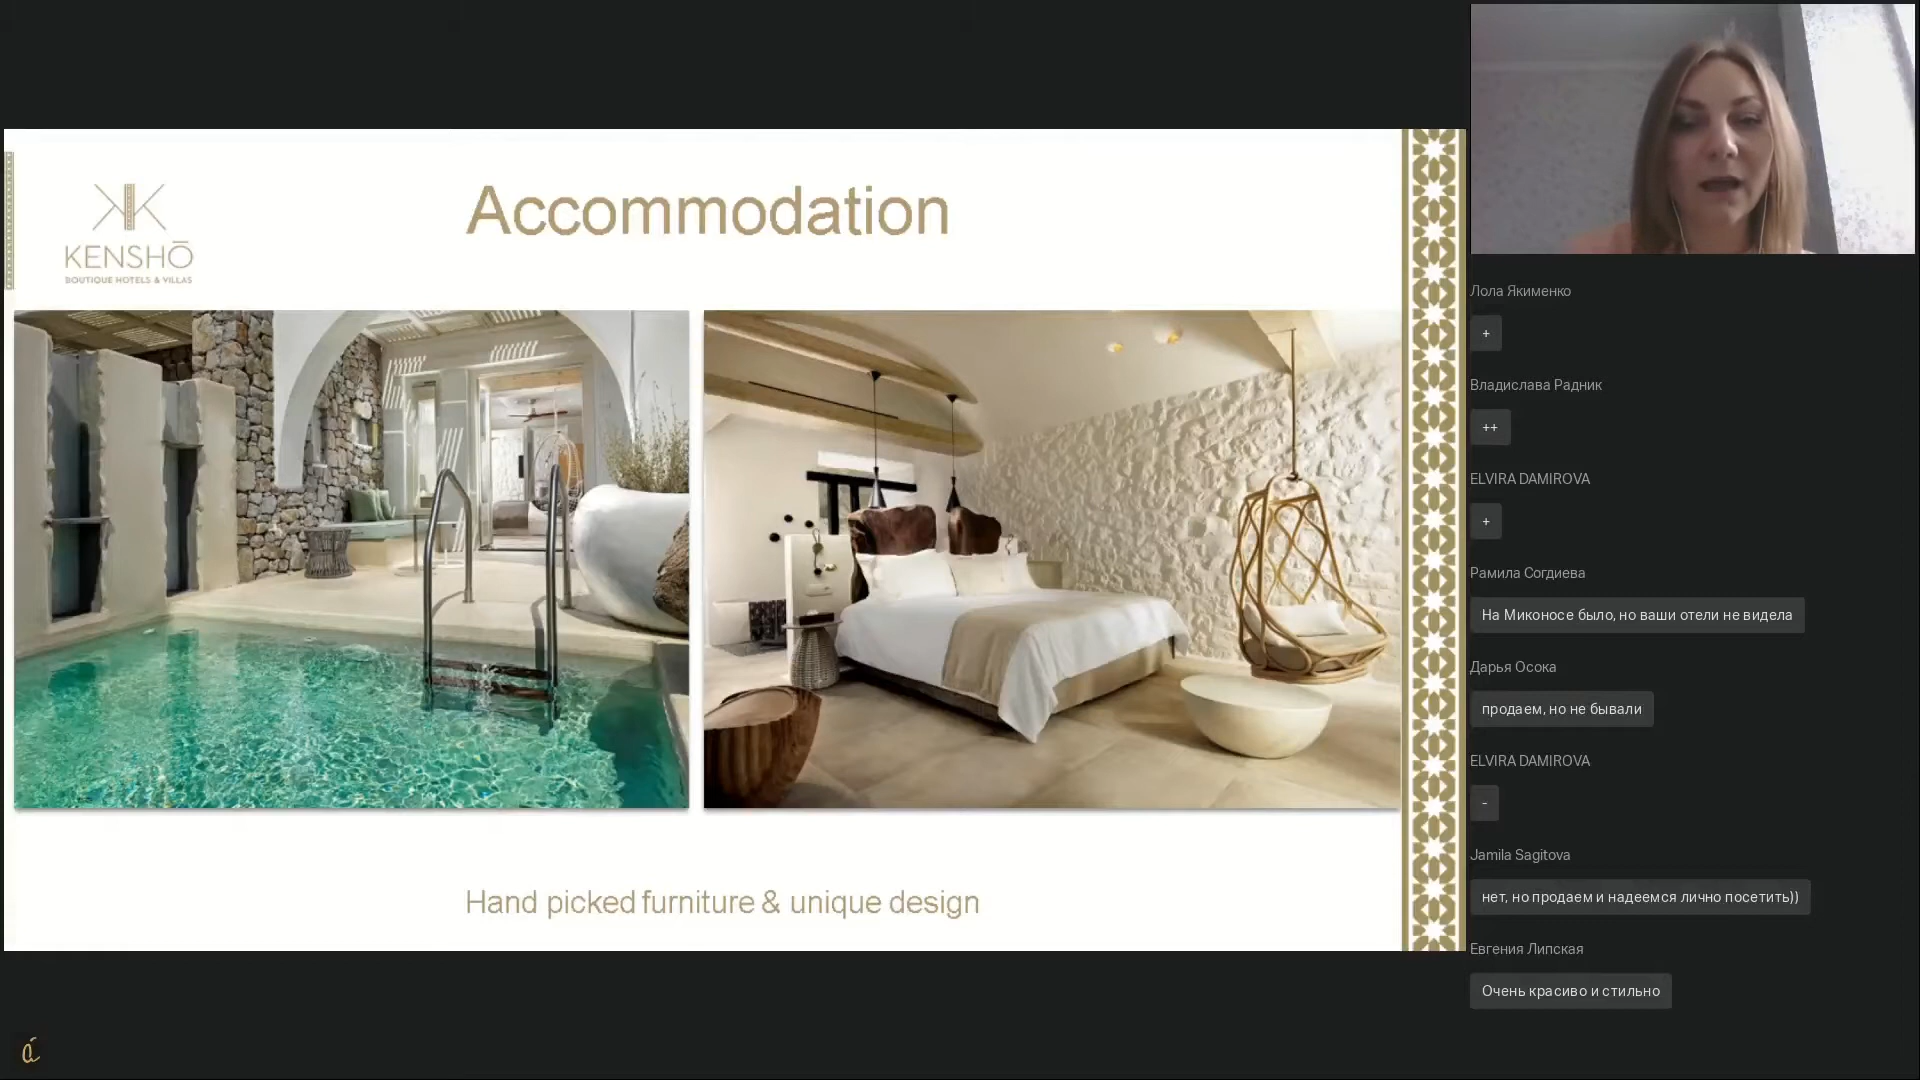 KENSHŌ
BOUTIQUE HOTELS & VILLAS
Accommodation
Hand picked furniture & unique design
Лола Якименко
+
Владислава Радник
++
ELVIRA DAMIROVA
+
Рамила Согдиева
На Миконосе было, но ваши отели не видела
Дарья Осока
продаем, но не бывали
ELVIRA DAMIROVA
-
Jamila Sagitova
нет, но продаем и надеемся лично посетить))
Евгения Липская
Очень красиво и стильно
á